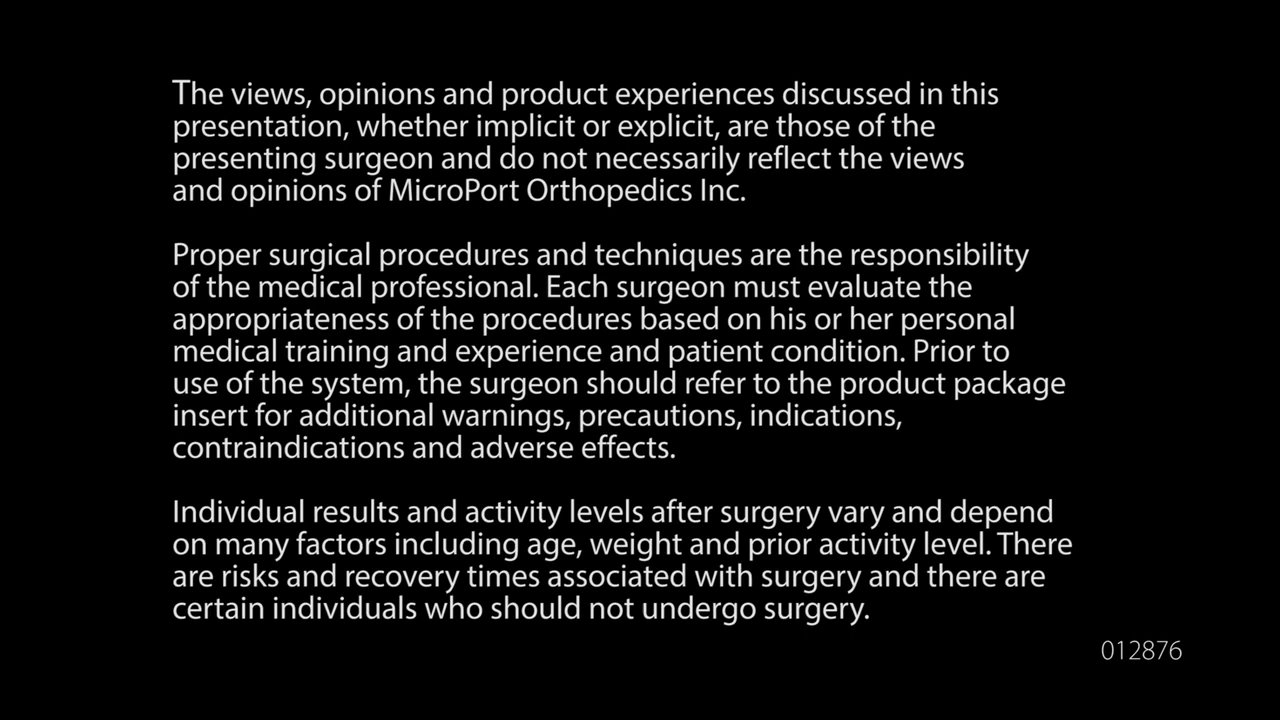 The views, opinions and product experiences discussed in this
presentation, whether implicit or explicit, are those of the
presenting surgeon and do not necessarily reflect the views
and opinions of MicroPort Orthopedics Inc.
Proper surgical procedures and techniques are the responsibility
of the medical professional. Each surgeon must evaluate the
appropriateness of the procedures based on his or her personal
medical training and experience and patient condition. Prior to
use of the system, the surgeon should refer to the product package
insert for additional warnings, precautions, indications,
contraindications and adverse effects.
Individual results and activity levels after surgery vary and depend
on many factors including age, weight and prior activity level. There
are risks and recovery times associated with surgery and there are
certain individuals who should not undergo surgery.
012876